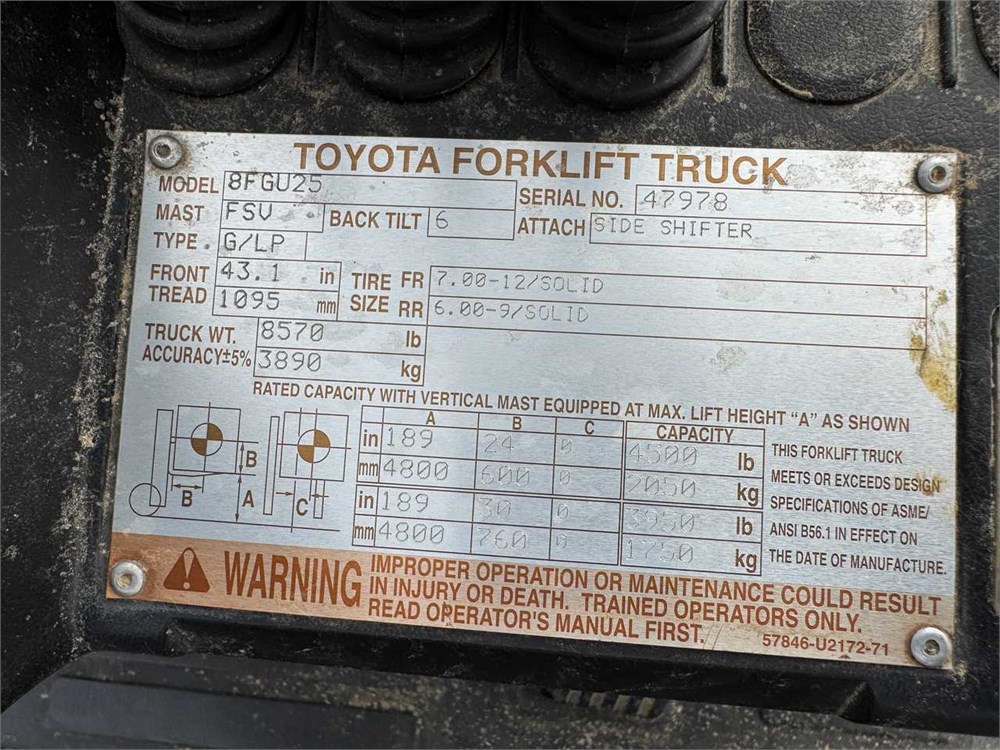 TOYOTA FORKLIFT TRUCK
MODEL 8FGU25 SERIAL NO. 47978
MAST FSV BACK TILT 6 ATTACH SIDE SHIFTER
TYPE G/LP
FRONT TREAD 43.1 in 1095 mm
TIRE SIZE FR 7.00-12/SOLID
RR 6.00-9/SOLID
TRUCK WT. 8570 lb
ACCURACY±5% 3890 kg
RATED CAPACITY WITH VERTICAL MAST EQUIPPED AT MAX. LIFT HEIGHT “A” AS SHOWN
A B C CAPACITY
in 189 24 0 4500 lb
mm 4800 600 0 2050 kg
in 189 30 0 3950 lb
mm 4800 760 0 1750 kg
B B A C
THIS FORKLIFT TRUCK
MEETS OR EXCEEDS DESIGN
SPECIFICATIONS OF ASME/
ANSI B56.1 IN EFFECT ON
THE DATE OF MANUFACTURE.
WARNING
IMPROPER OPERATION OR MAINTENANCE COULD RESULT
IN INJURY OR DEATH. TRAINED OPERATORS ONLY.
READ OPERATOR'S MANUAL FIRST.
57846-U2172-71